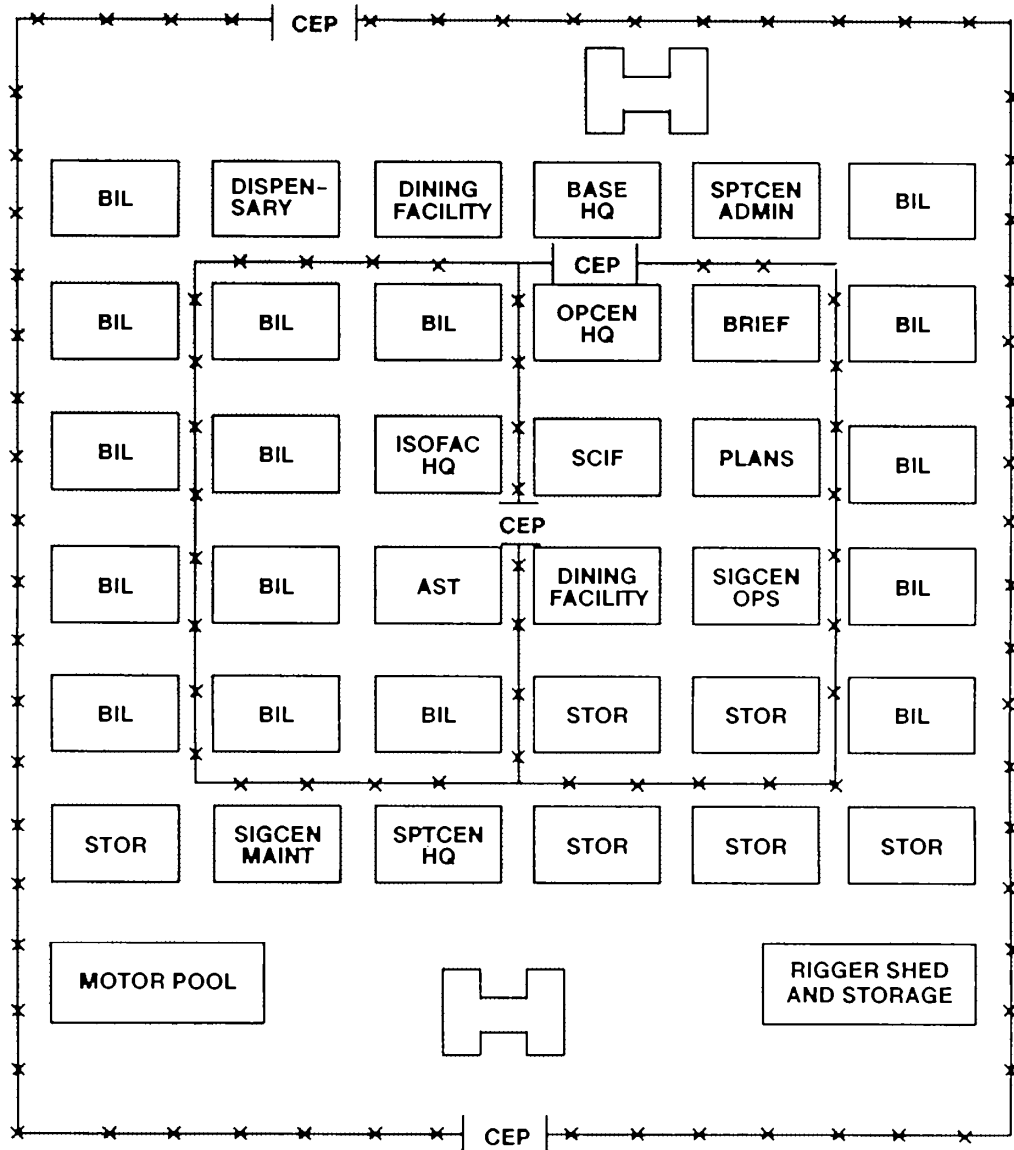 CEP
BIL
DISPEN-
SARY
DINING
FACILITY
BASE
HQ
SPTCEN
ADMIN
BIL
CEP
BIL
BIL
BIL
OPCEN
HQ
BRIEF
BIL
BIL
BIL
ISOFAC
HQ
SCIF
PLANS
BIL
CEP
BIL
BIL
AST
DINING
FACILITY
SIGCEN
OPS
BIL
BIL
BIL
BIL
STOR
STOR
BIL
STOR
SIGCEN
MAINT
SPTCEN
HQ
STOR
STOR
STOR
MOTOR POOL
RIGGER SHED
AND STORAGE
CEP